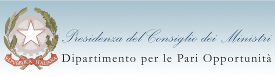 Presidenza del Consiglio dei Ministri
Dipartimento per le Pari Opportunità